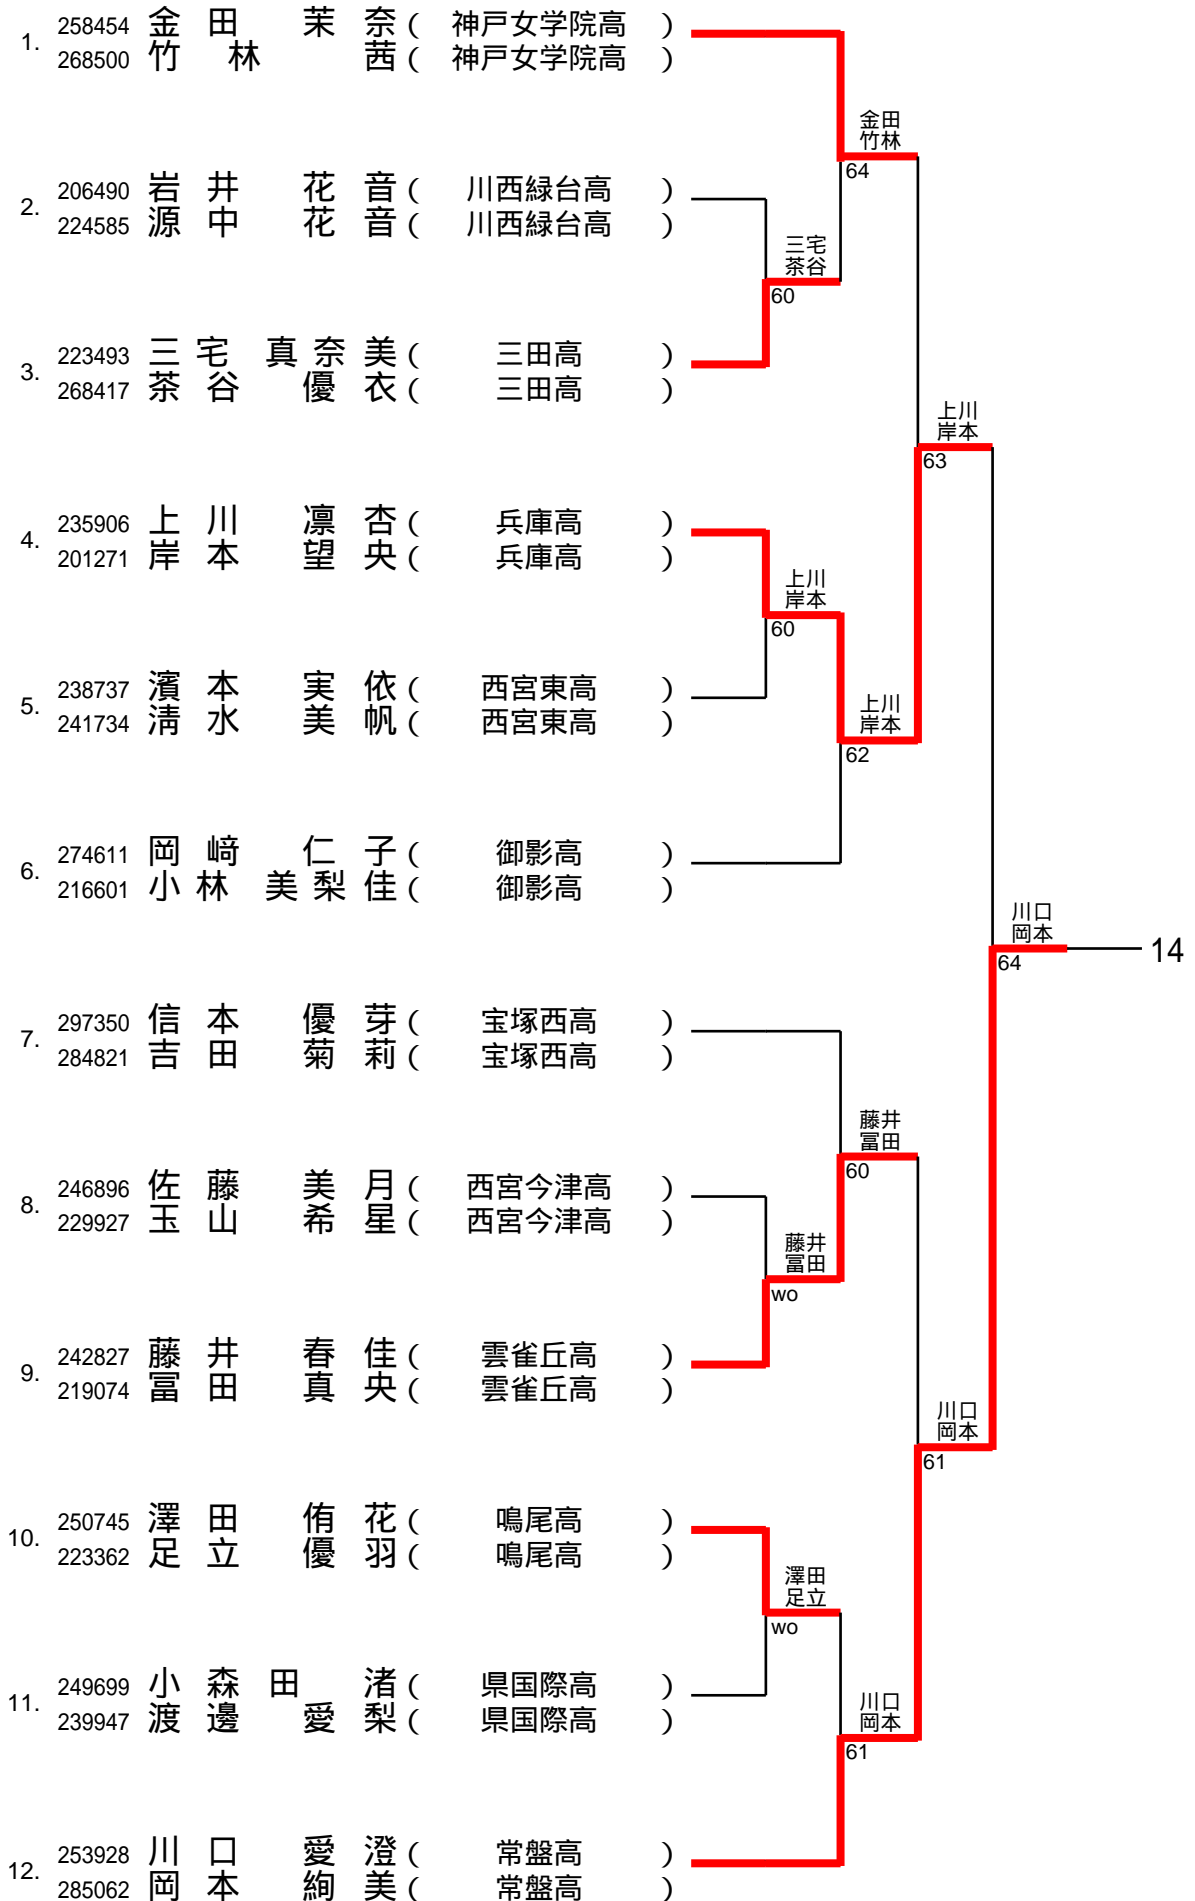 1. 258454 金田 茉奈 ( 神戸女学院高 )
268500 竹林 茜 ( 神戸女学院高 )
金田
竹林
64
2. 206490 岩井 花音 ( 川西緑台高 )
224585 源中 花音 ( 川西緑台高 )
三宅
茶谷
60
3. 223493 三宅 真奈美 ( 三田高 )
268417 茶谷 優衣 ( 三田高 )
上川
岸本
63
4. 235906 上川 凛杏 ( 兵庫高 )
201271 岸本 望央 ( 兵庫高 )
上川
岸本
60
5. 238737 濱本 実依 ( 西宮東高 )
241734 淸水 美帆 ( 西宮東高 )
上川
岸本
62
6. 274611 岡﨑 仁子 ( 御影高 )
216601 小林 美梨佳 ( 御影高 )
川口
岡本
64
14
7. 297350 信本 優芽 ( 宝塚西高 )
284821 吉田 菊莉 ( 宝塚西高 )
藤井
冨田
60
8. 246896 佐藤 美月 ( 西宮今津高 )
229927 玉山 希星 ( 西宮今津高 )
藤井
冨田
wo
9. 242827 藤井 春佳 ( 雲雀丘高 )
219074 冨田 真央 ( 雲雀丘高 )
川口
岡本
61
10. 250745 澤田 侑花 ( 鳴尾高 )
223362 足立 優羽 ( 鳴尾高 )
澤田
足立
wo
11. 249699 小森田 渚 ( 県国際高 )
239947 渡邊 愛梨 ( 県国際高 )
川口
岡本
61
12. 253928 川口 愛澄 ( 常盤高 )
285062 岡本 絢美 ( 常盤高 )